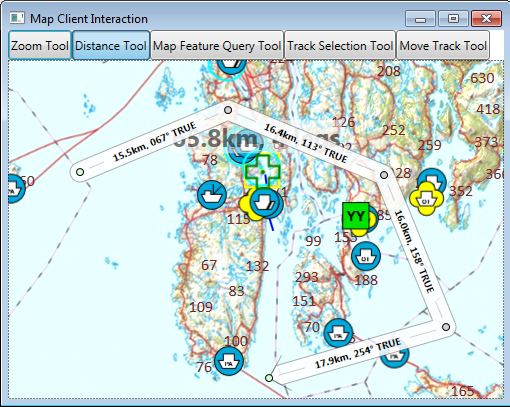 Map Client Interaction
Zoom Tool
Distance Tool
Map Feature Query Tool
Track Selection Tool
Move Track Tool
208
630
418
126
252
259
373
15.5km, 067° TRUE
16.4km, 113° TRUE
78
28
352
115
YY
85
155
16.0km, 158° TRUE
99
67
132
293
188
83
151
109
70
100
76
17.9km, 254° TRUE
165